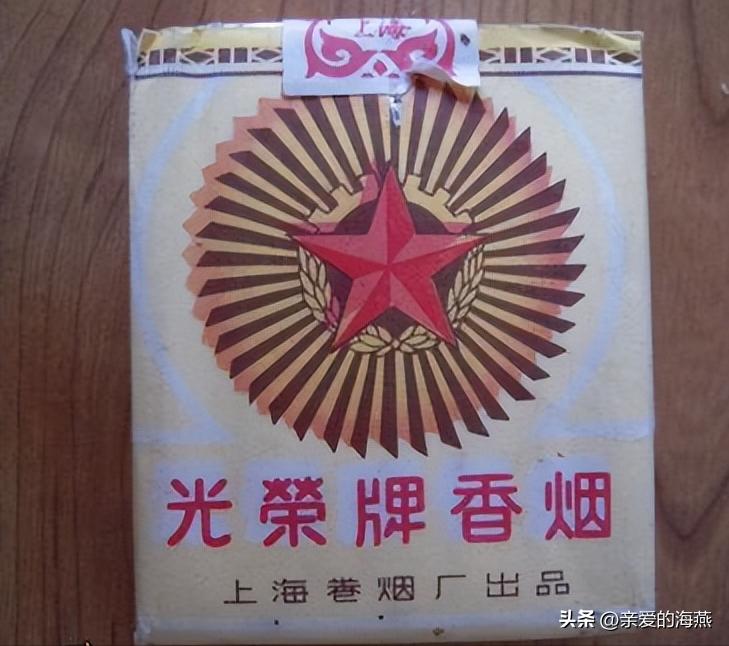 上海
光榮牌香烟
上海卷烟厂出品
头条 @亲爱的海燕